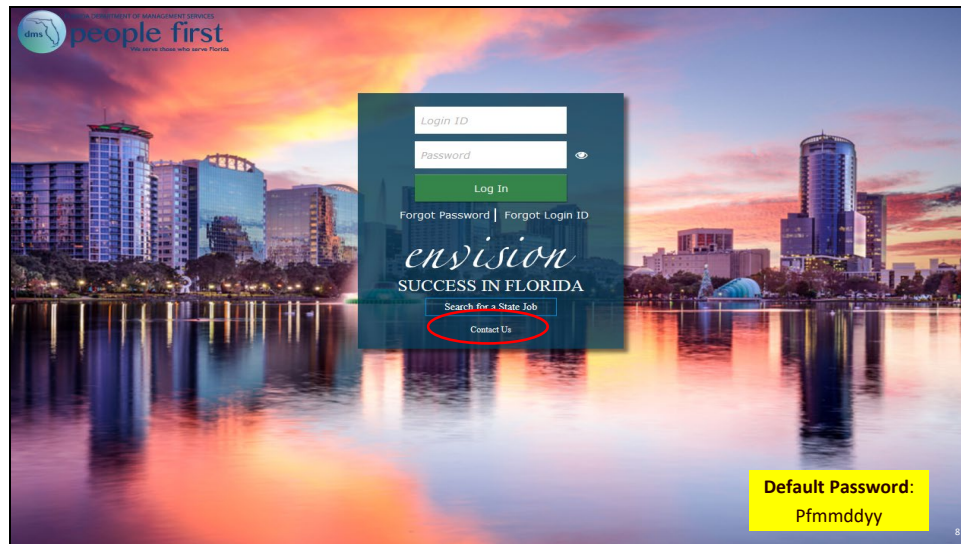 dms
FLORIDA DEPARTMENT OF MANAGEMENT SERVICES
people first
We serve those who serve Florida
Login ID
Password
Log In
Forgot Password | Forgot Login ID
envision
SUCCESS IN FLORIDA
Search for a State Job
Contact Us
Default Password:
Pfmmddyy
8